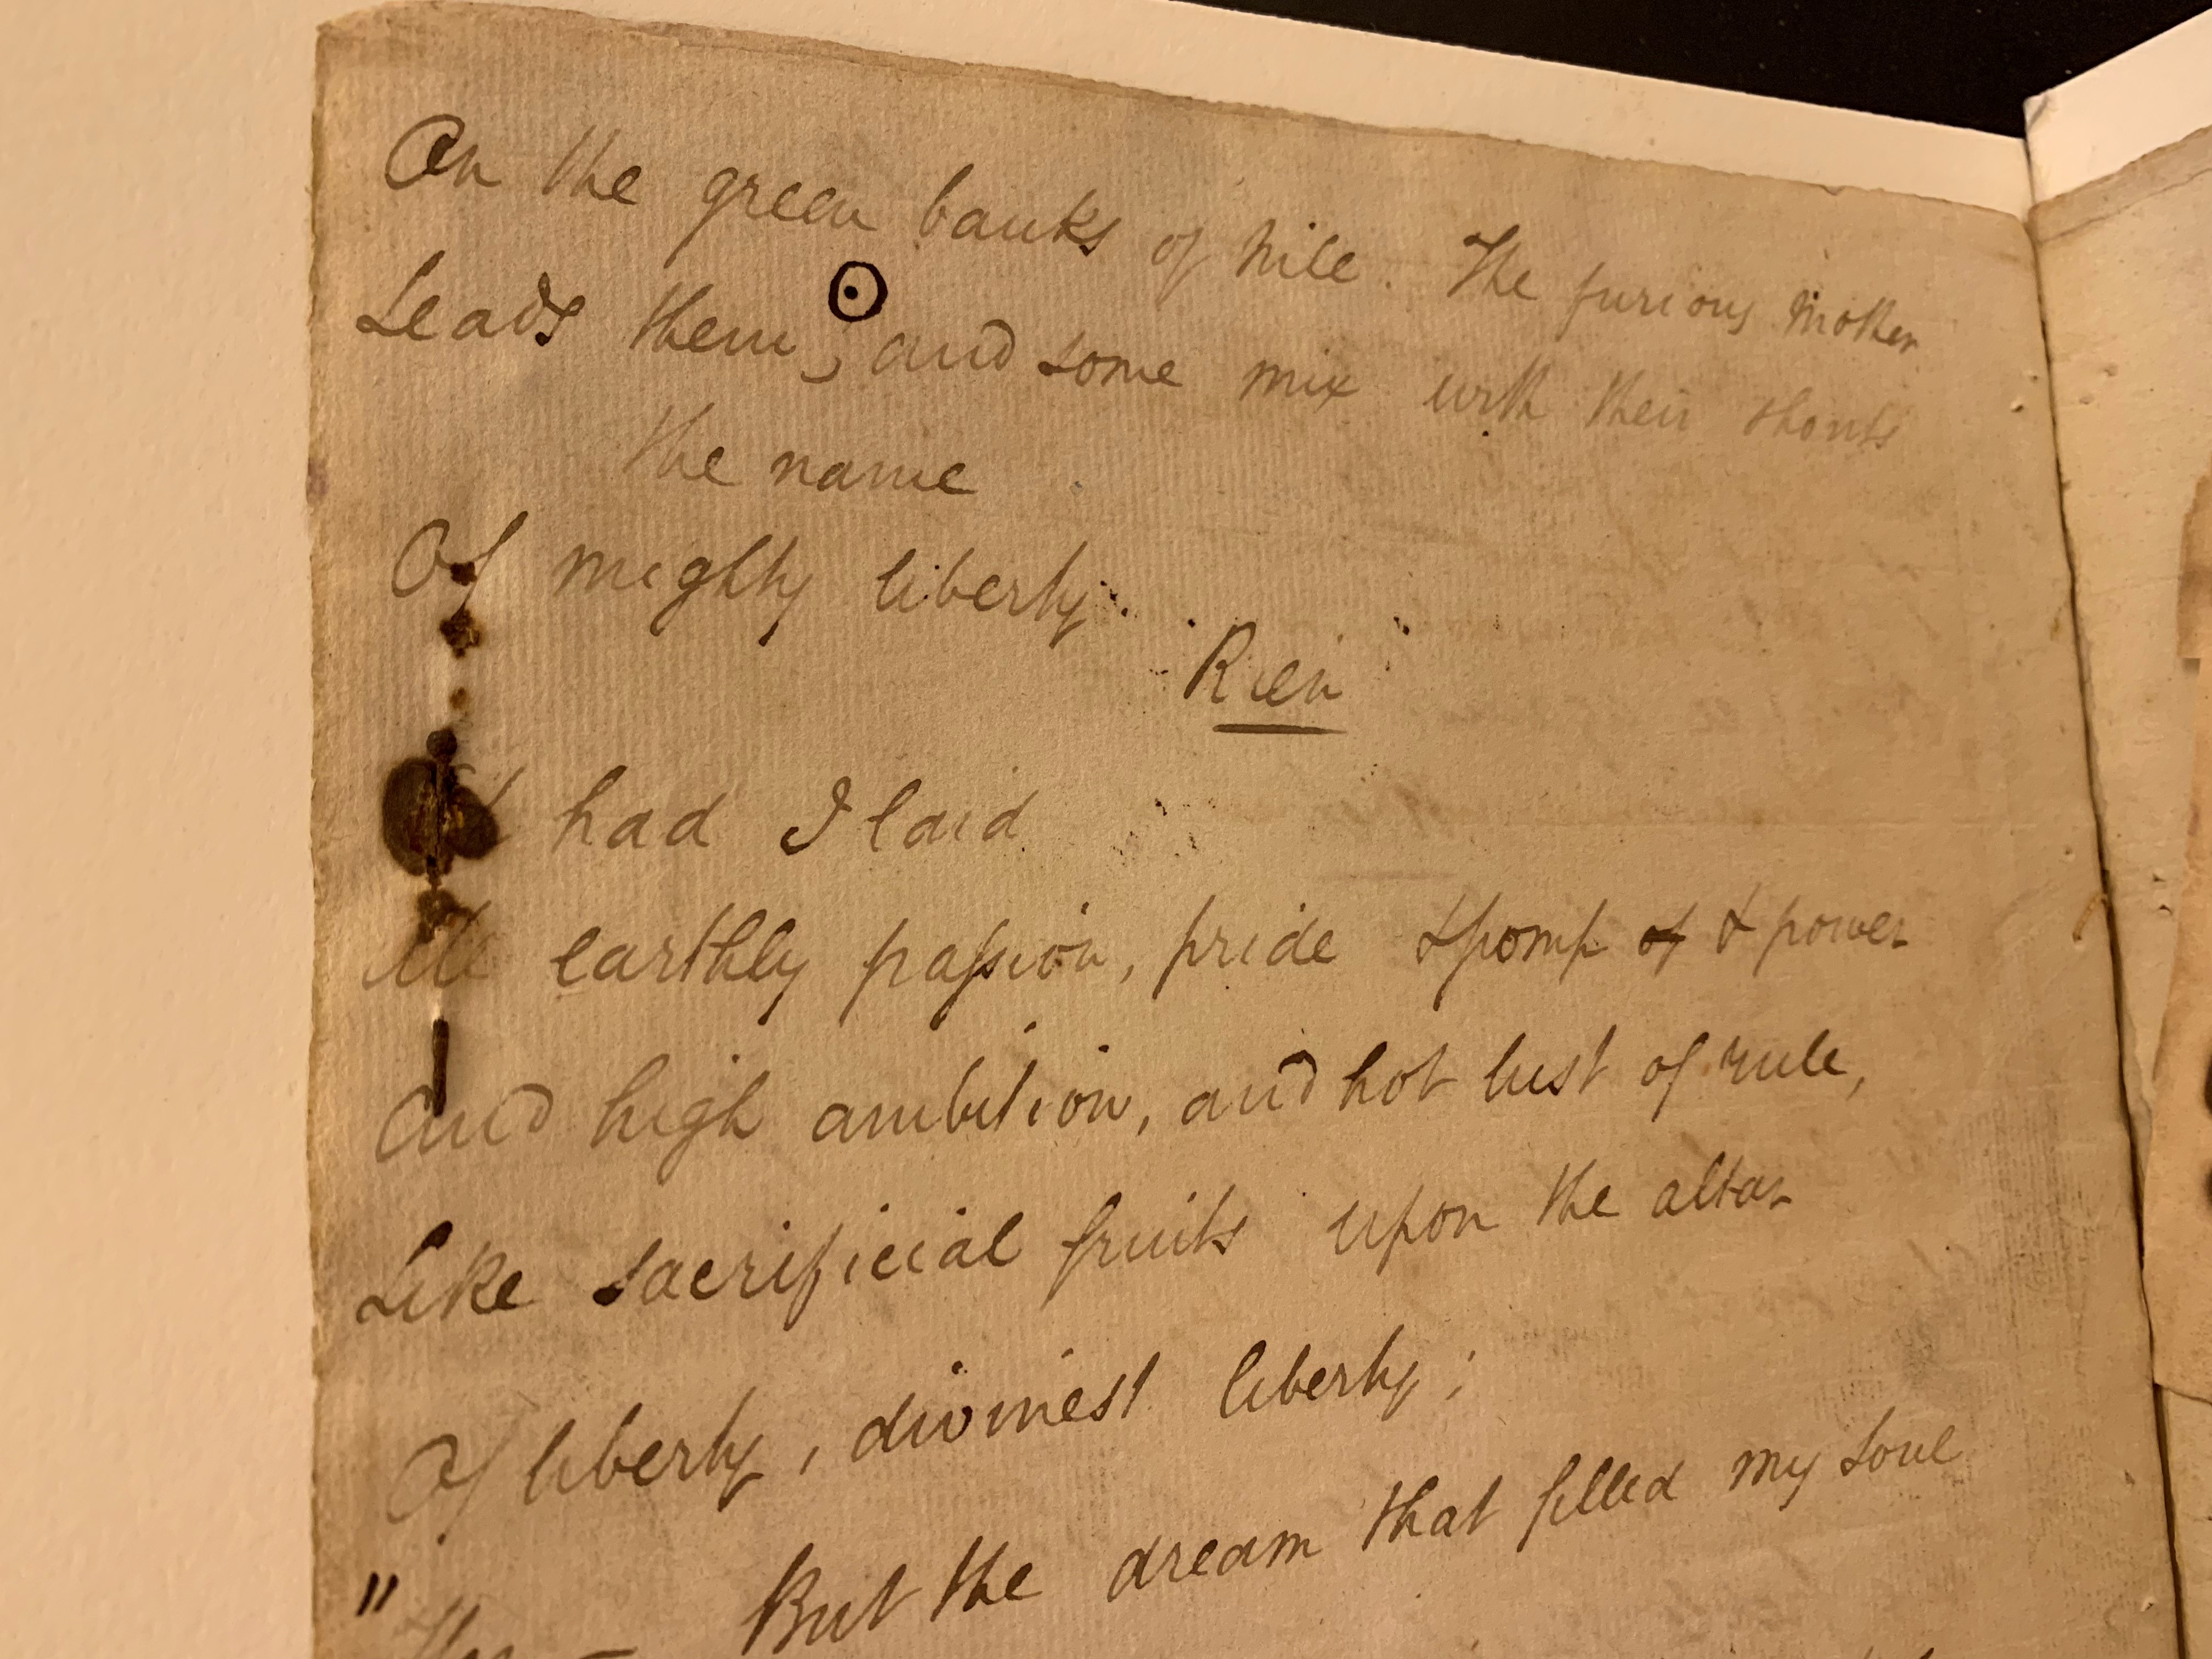 On the green banks of Nile. The furious Mother
Leads them, and some mix with their shouts
the name
Of mighty liberty.
Rien
had I laid
All earthly passion, pride & pomp of & power
And high ambition, and hot lust of rule,
Like sacrificial fruits upon the altar
Of liberty, divinest liberty;
" But the dream that filled my soul